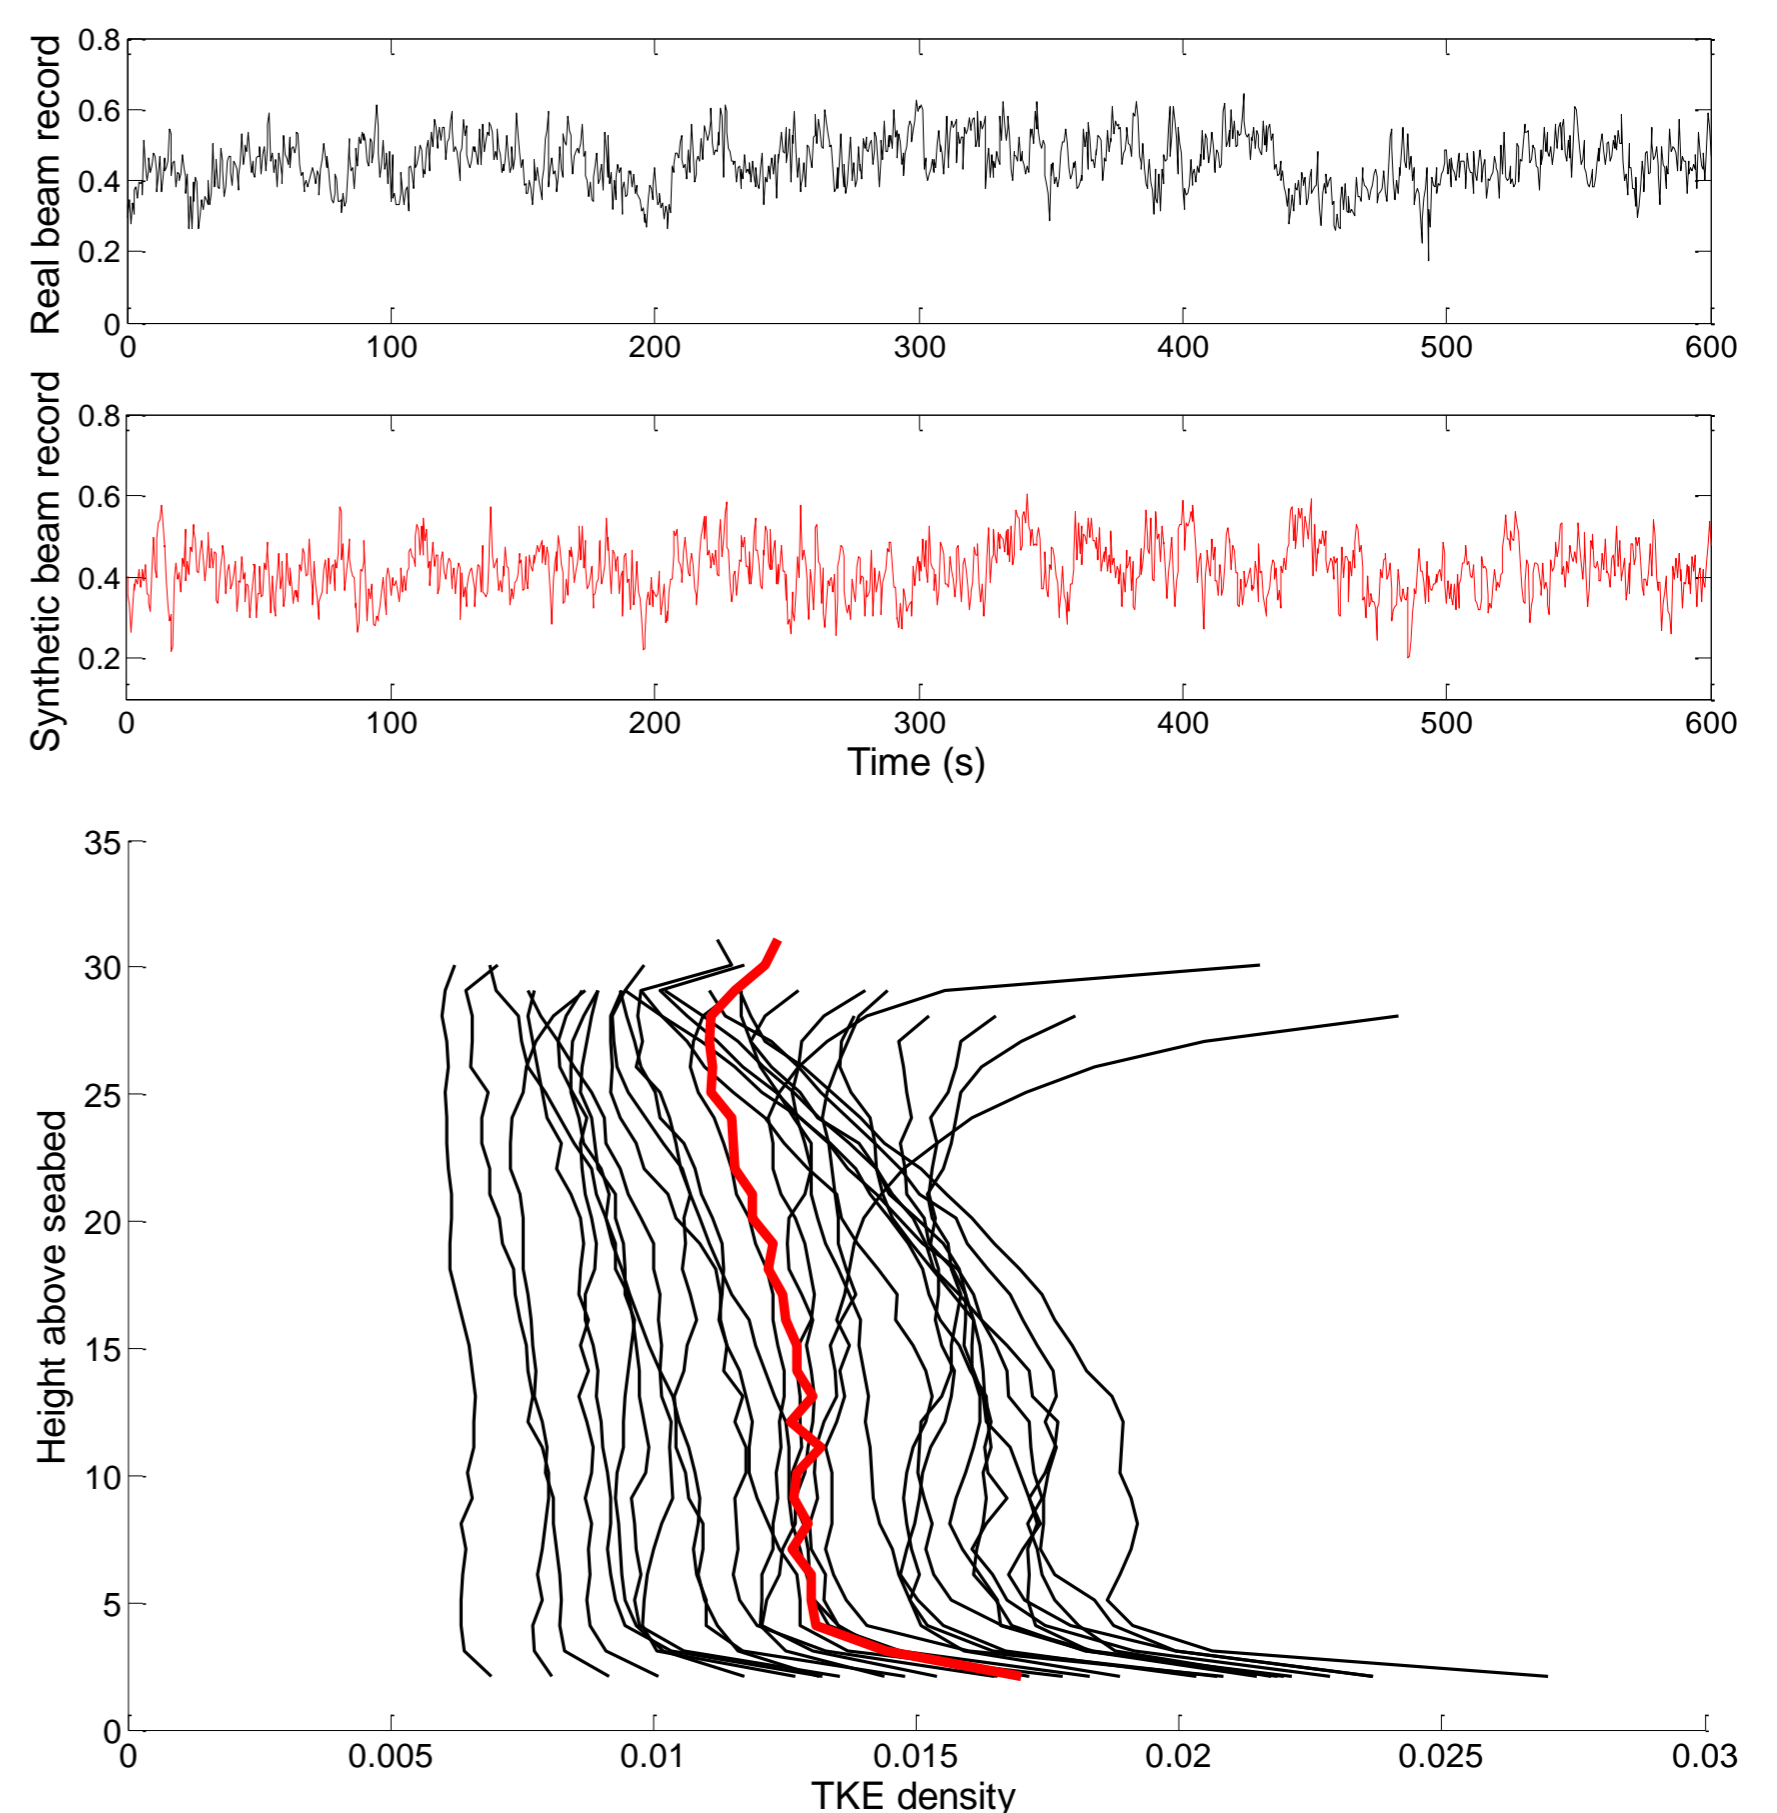 Real beam record
0.8
0.6
0.4
0.2
0
0 100 200 300 400 500 600
Synthetic beam record
0.8
0.6
0.4
0.2
0 100 200 300 400 500 600
Time (s)
Height above seabed
35
30
25
20
15
10
5
0
0 0.005 0.01 0.015 0.02 0.025 0.03
TKE density